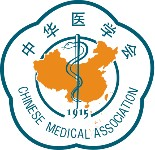 中华医学会
1915
CHINESE MEDICAL ASSOCIATION